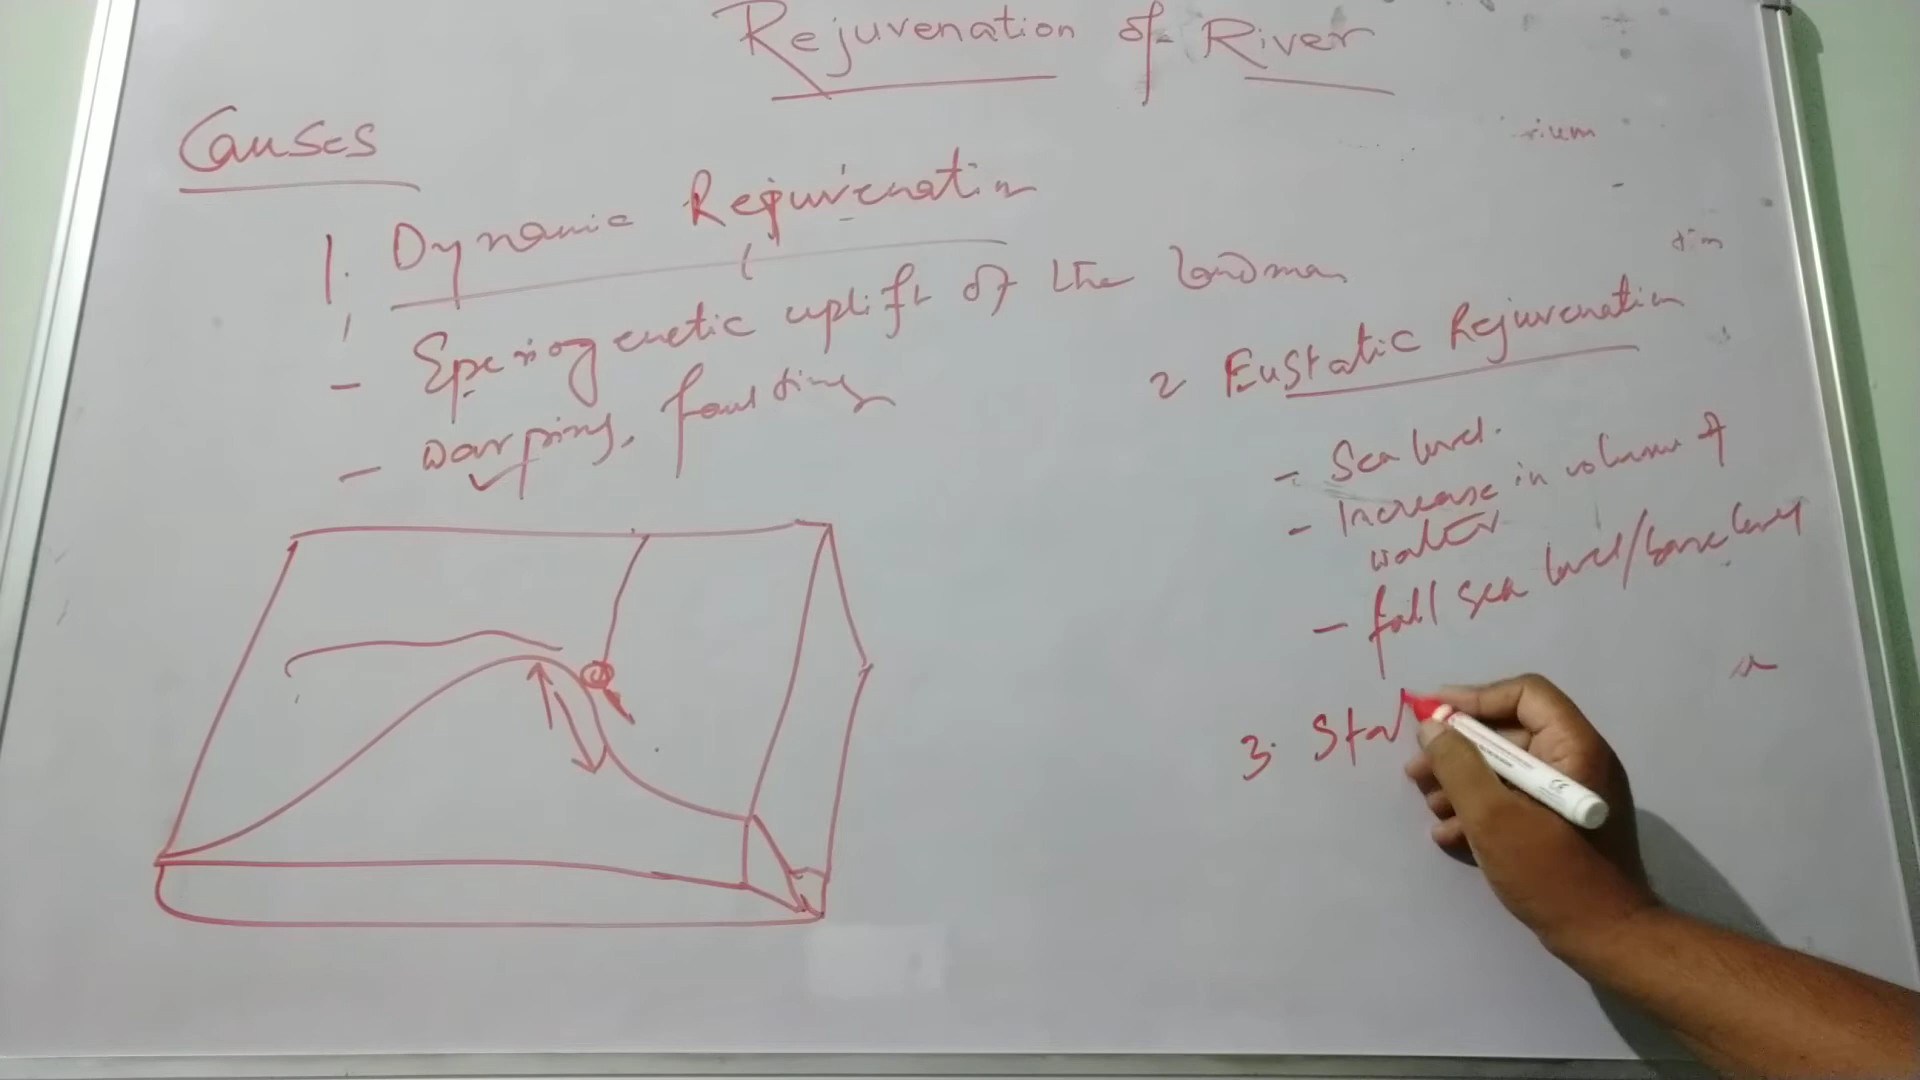 Rejuvenation of River
Causes
1. Dynamic Rejuvenation
- Epeirogenetic uplift of the landmass
- warping, faulting
2 Eustatic Rejuvenation
- Sea level.
- Increase in volume of
water
- fall sea level/base level
3. Stat